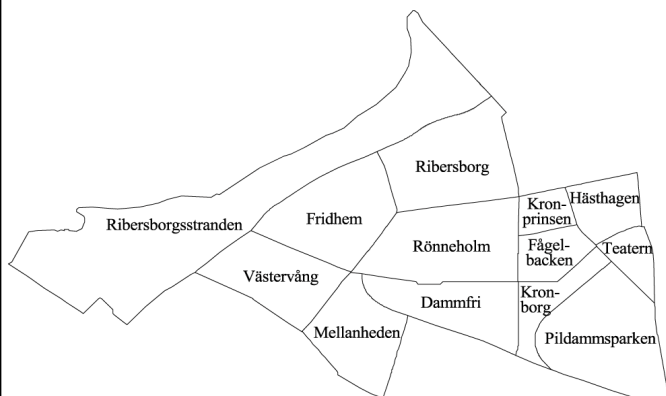 Ribersborg
Kron-
prinsen
Hästhagen
Ribersborgsstranden
Fridhem
Rönneholm
Fågel-
backen
Teatern
Västervång
Dammfri
Kron-
borg
Mellanheden
Pildammsparken